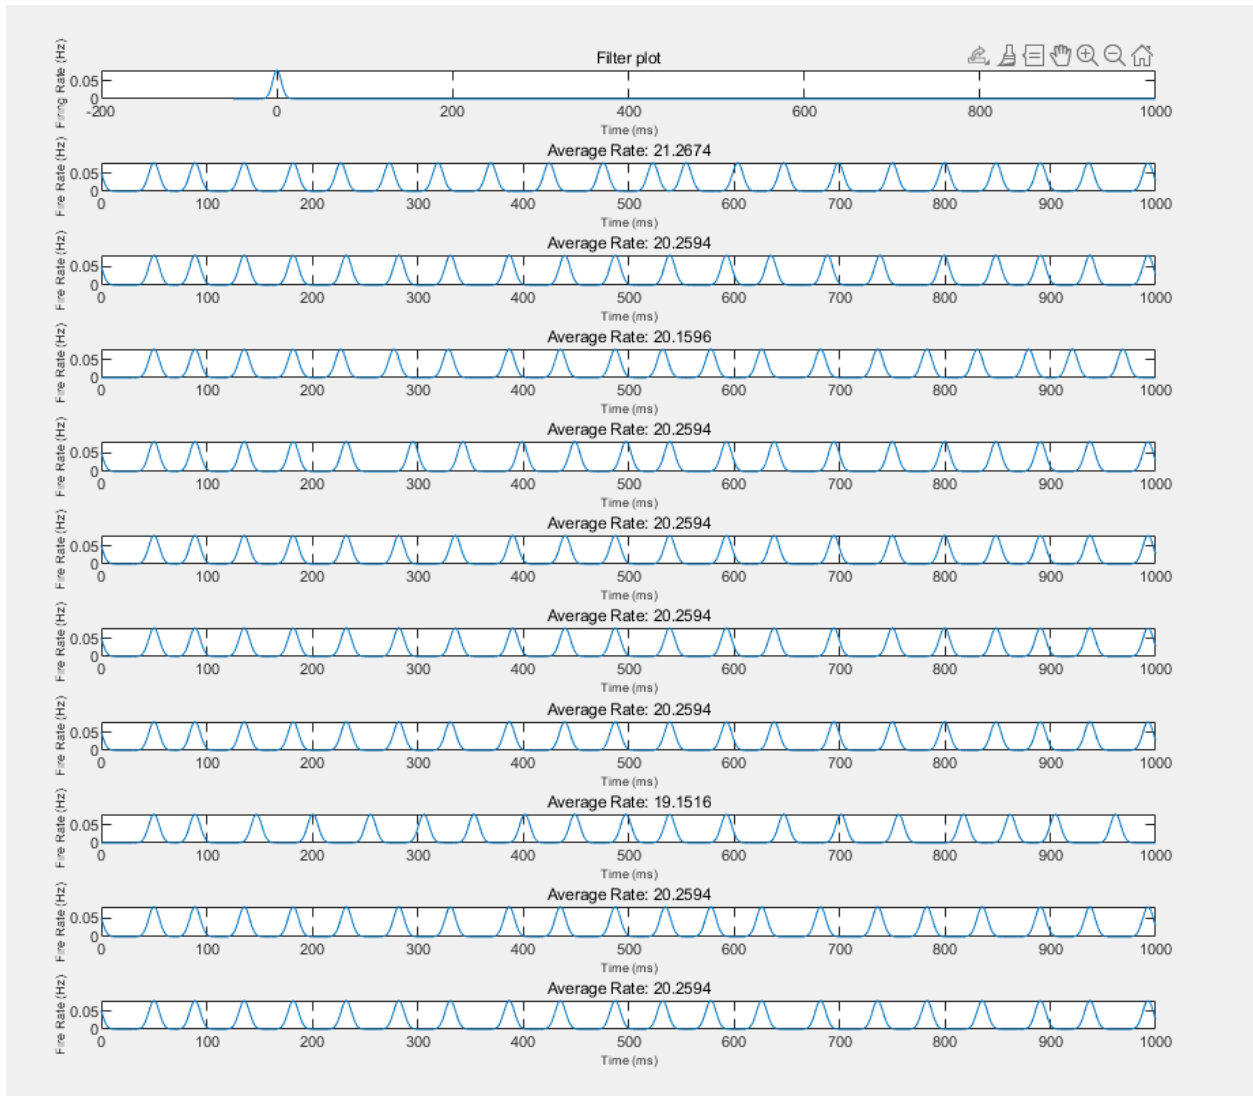 Filter plot
Firing Rate (Hz)
0.05
0
-200 0 200 400 600 800 1000
Time (ms)
Average Rate: 21.2674
Fire Rate (Hz)
0.05
0
0 100 200 300 400 500 600 700 800 900 1000
Time (ms)
Average Rate: 20.2594
Fire Rate (Hz)
0.05
0
0 100 200 300 400 500 600 700 800 900 1000
Time (ms)
Average Rate: 20.1596
Fire Rate (Hz)
0.05
0
0 100 200 300 400 500 600 700 800 900 1000
Time (ms)
Average Rate: 20.2594
Fire Rate (Hz)
0.05
0
0 100 200 300 400 500 600 700 800 900 1000
Time (ms)
Average Rate: 20.2594
Fire Rate (Hz)
0.05
0
0 100 200 300 400 500 600 700 800 900 1000
Time (ms)
Average Rate: 20.2594
Fire Rate (Hz)
0.05
0
0 100 200 300 400 500 600 700 800 900 1000
Time (ms)
Average Rate: 20.2594
Fire Rate (Hz)
0.05
0
0 100 200 300 400 500 600 700 800 900 1000
Time (ms)
Average Rate: 19.1516
Fire Rate (Hz)
0.05
0
0 100 200 300 400 500 600 700 800 900 1000
Time (ms)
Average Rate: 20.2594
Fire Rate (Hz)
0.05
0
0 100 200 300 400 500 600 700 800 900 1000
Time (ms)
Average Rate: 20.2594
Fire Rate (Hz)
0.05
0
0 100 200 300 400 500 600 700 800 900 1000
Time (ms)